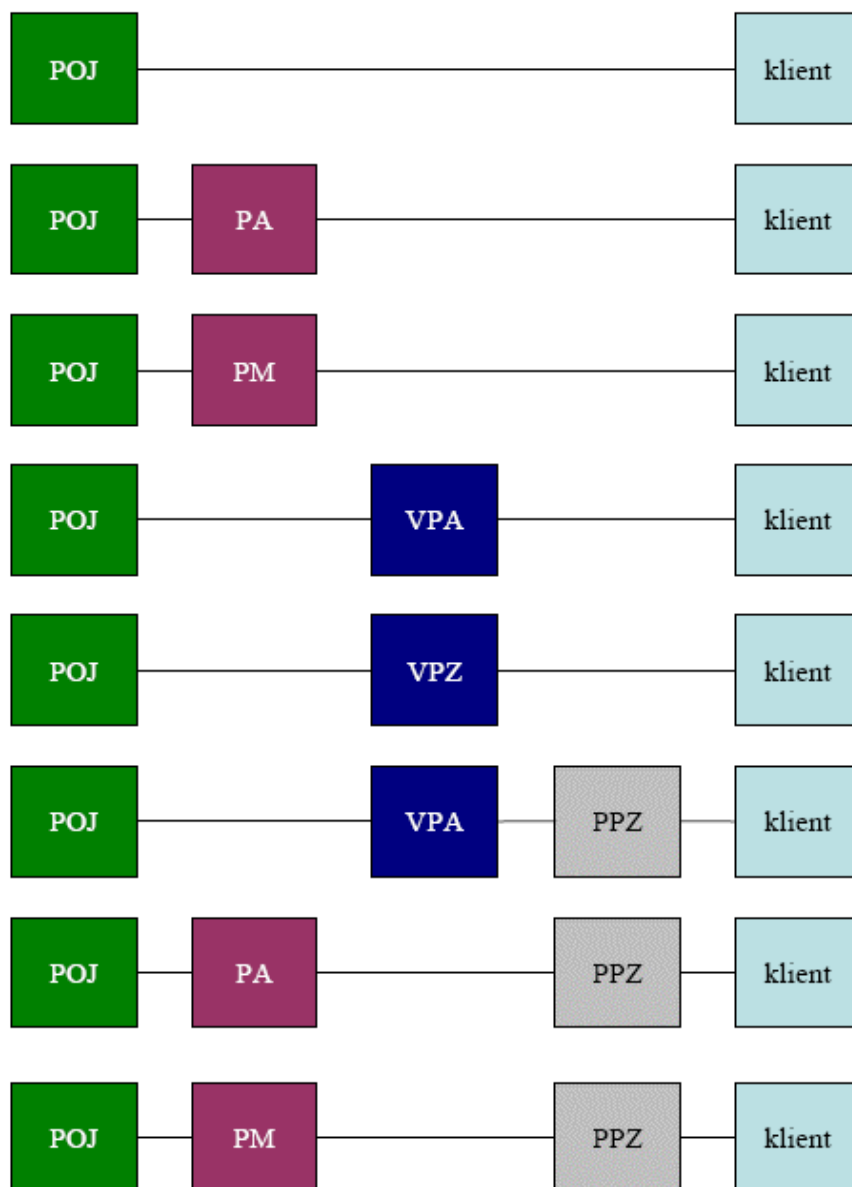 POJ klient
POJ PA klient
POJ PM klient
POJ VPA klient
POJ VPZ klient
POJ VPA PPZ klient
POJ PA PPZ klient
POJ PM PPZ klient